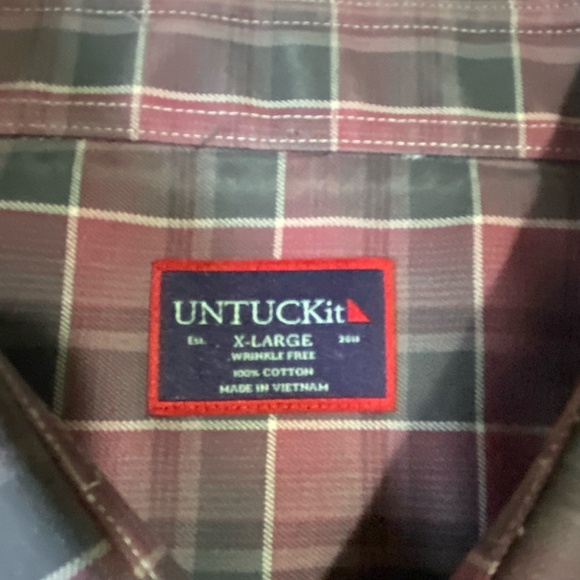 UNTUCKit
Est. X-LARGE 2011
WRINKLE FREE
100% COTTON
MADE IN VIETNAM